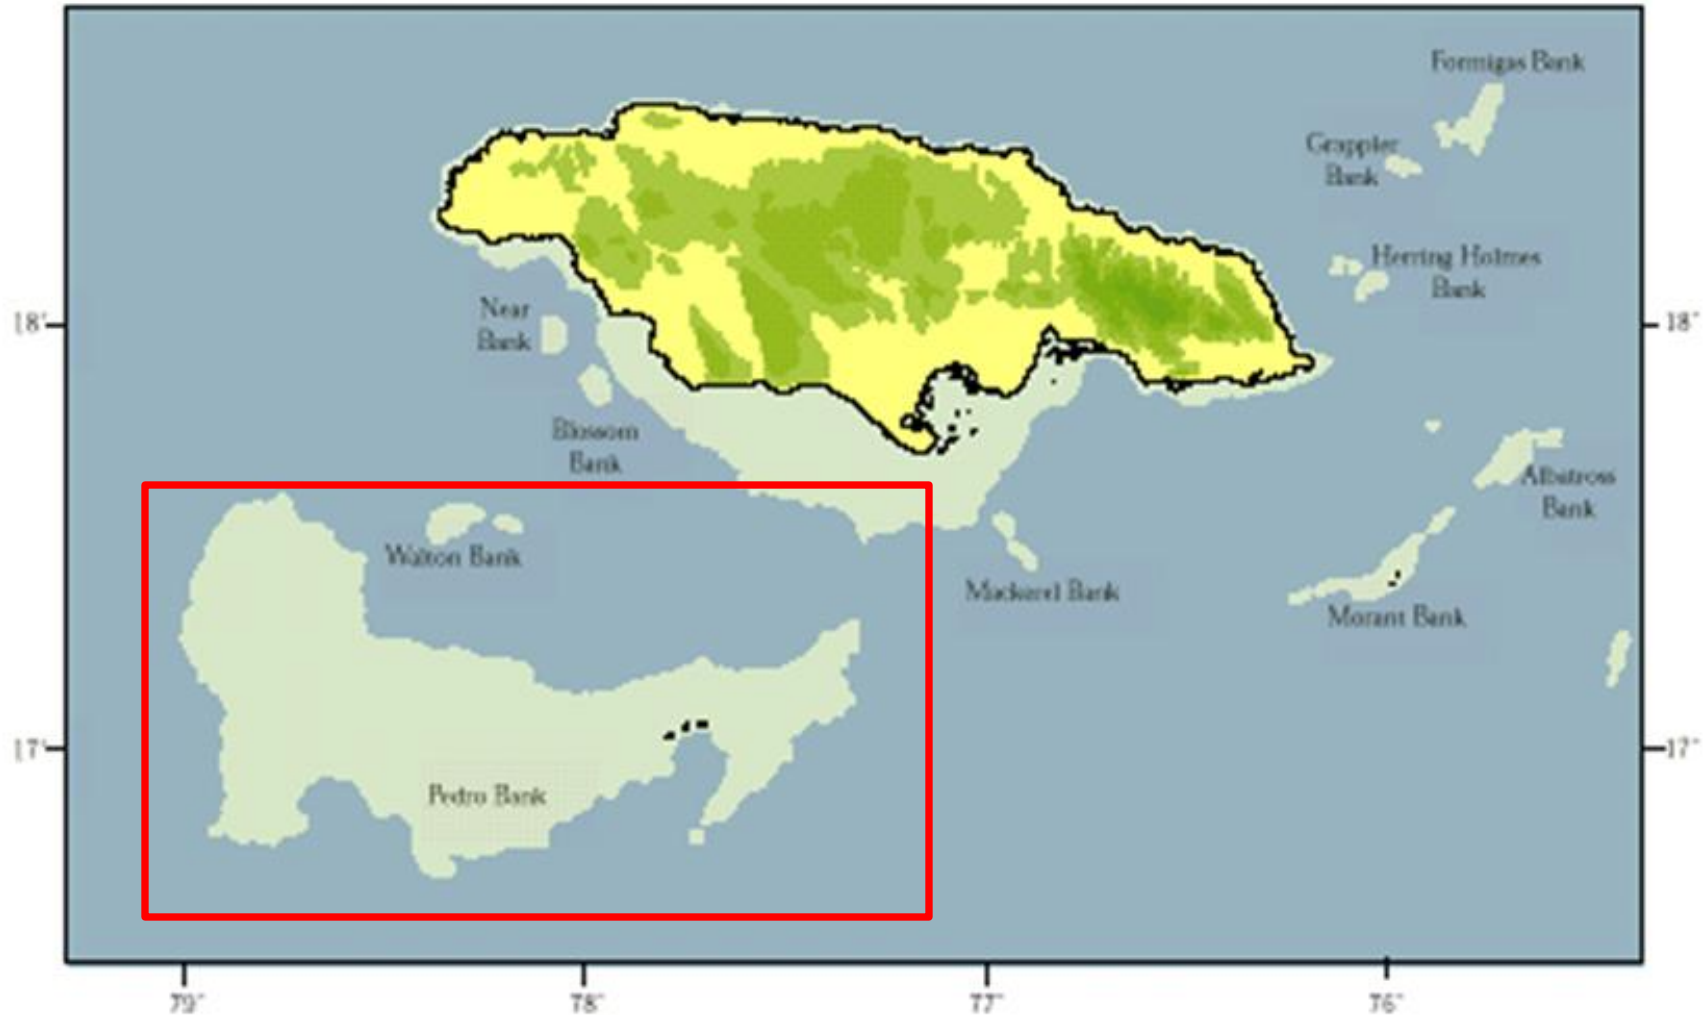 Formigas Bank
Grappler
Bank
Herring Holmes
Bank
Near
Bank
18°
18°
Blossom
Bank
Albatross
Bank
Walton Bank
Mackerel Bank
Morant Bank
17°
17°
Pedro Bank
79°
78°
77°
76°